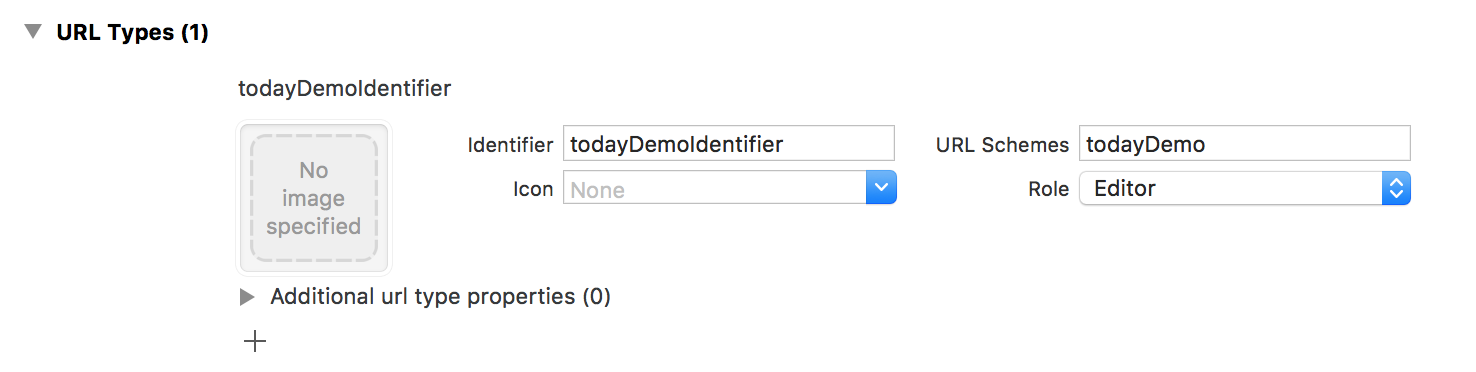 URL Types (1)
todayDemoIdentifier
No
image
specified
Identifier todayDemoIdentifier URL Schemes todayDemo
Icon None Role Editor
Additional url type properties (0)